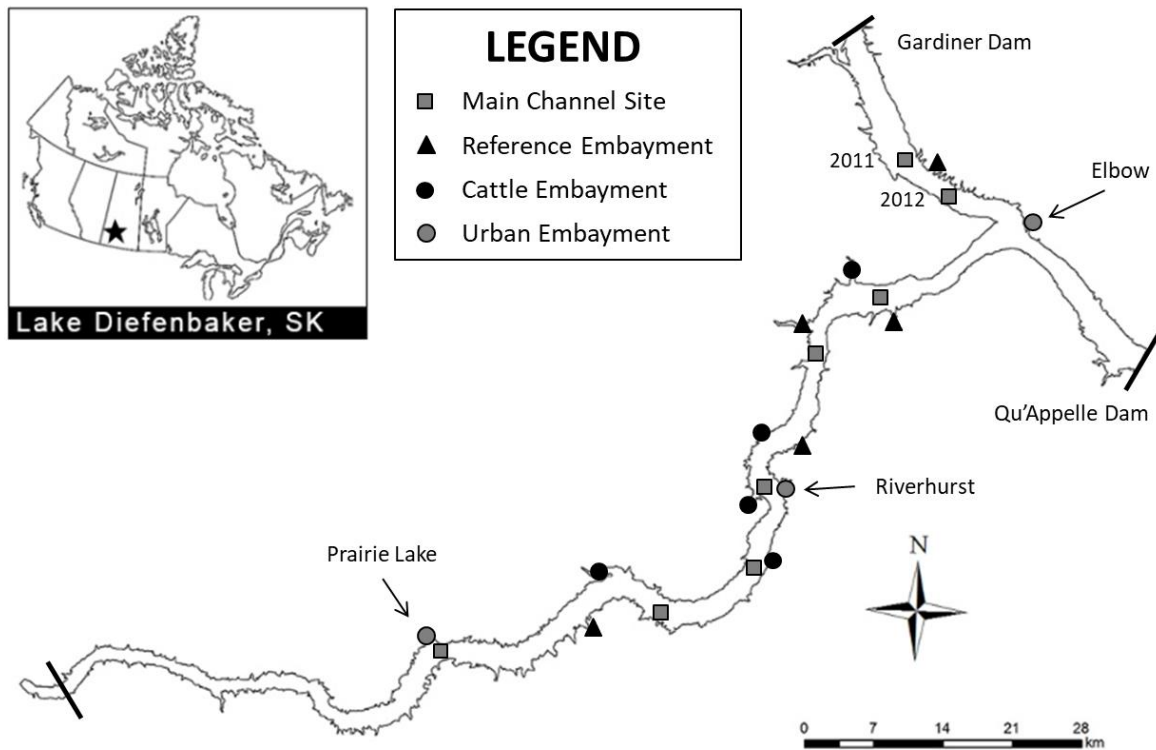 Lake Diefenbaker, SK
LEGEND
Main Channel Site
Reference Embayment
Cattle Embayment
Urban Embayment
Gardiner Dam
2011
2012
Elbow
Qu'Appelle Dam
Riverhurst
Prairie Lake
N
0 7 14 21 28
km